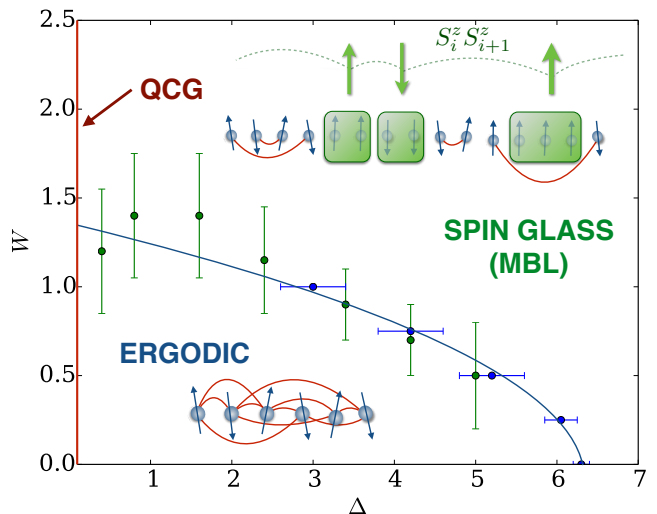 2.5
2.0
1.5
1.0
0.5
0.0
W
QCG
S_i^z S_{i+1}^z
SPIN GLASS
(MBL)
ERGODIC
1 2 3 4 5 6 7
Δ